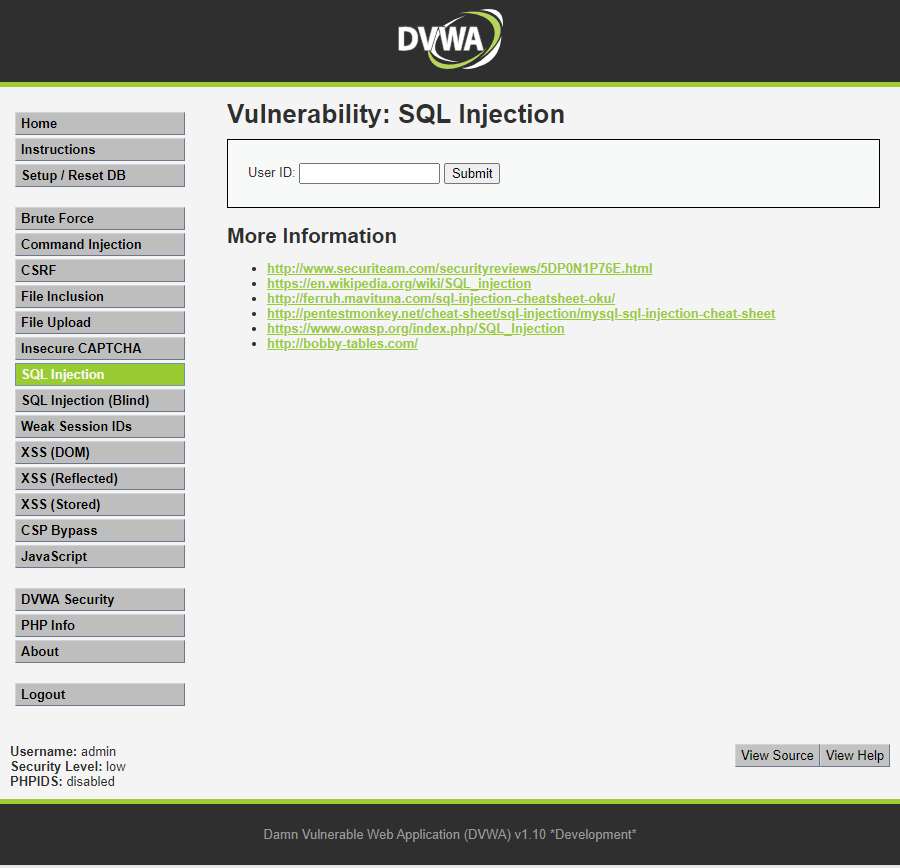 DVWA
Vulnerability: SQL Injection
Home
Instructions
Setup / Reset DB
Brute Force
Command Injection
CSRF
File Inclusion
File Upload
Insecure CAPTCHA
SQL Injection
SQL Injection (Blind)
Weak Session IDs
XSS (DOM)
XSS (Reflected)
XSS (Stored)
CSP Bypass
JavaScript
DVWA Security
PHP Info
About
Logout
User ID: Submit
More Information
http://www.securiteam.com/securityreviews/5DP0N1P76E.html
https://en.wikipedia.org/wiki/SQL_injection
http://ferruh.mavituna.com/sql-injection-cheatsheet-oku/
http://pentestmonkey.net/cheat-sheet/sql-injection/mysql-sql-injection-cheat-sheet
https://www.owasp.org/index.php/SQL_Injection
http://bobby-tables.com/
Username: admin
Security Level: low
PHPIDS: disabled
View Source View Help
Damn Vulnerable Web Application (DVWA) v1.10 *Development*